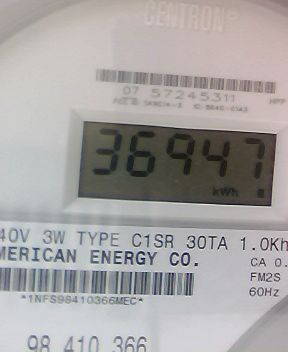 CENTRON®
07 57245311
HPP
36947
kWh
40V 3W TYPE C1SR 30TA 1.0Kh
MERICAN ENERGY CO.
CA 0.
FM2S
60Hz
*1NFS98410366MEC*
98 410 366